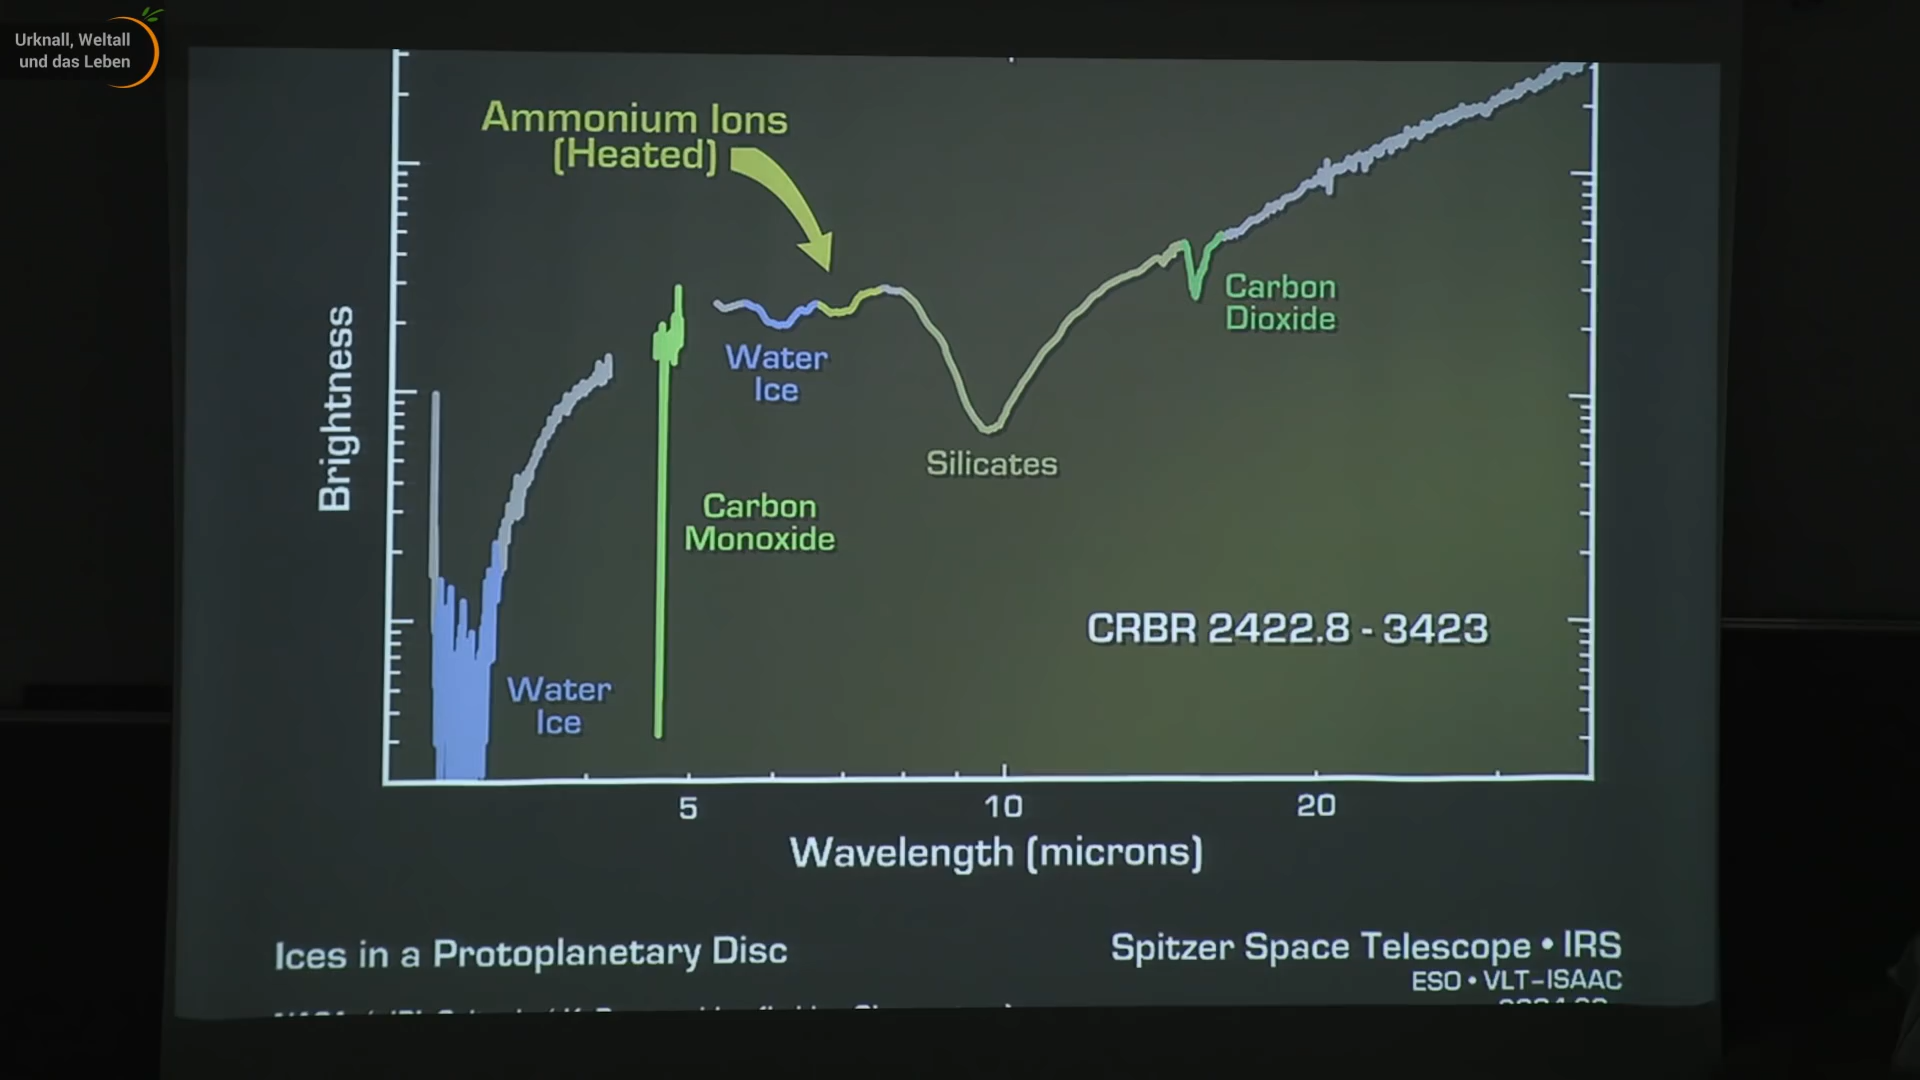 Urknall, Weltall
und das Leben
Ammonium Ions
(Heated)
Brightness
Water
Ice
Carbon
Dioxide
Silicates
Carbon
Monoxide
CRBR 2422.8 - 3423
Water
Ice
5
10
20
Wavelength (microns)
Ices in a Protoplanetary Disc
Spitzer Space Telescope • IRS
ESO • VLT-ISAAC